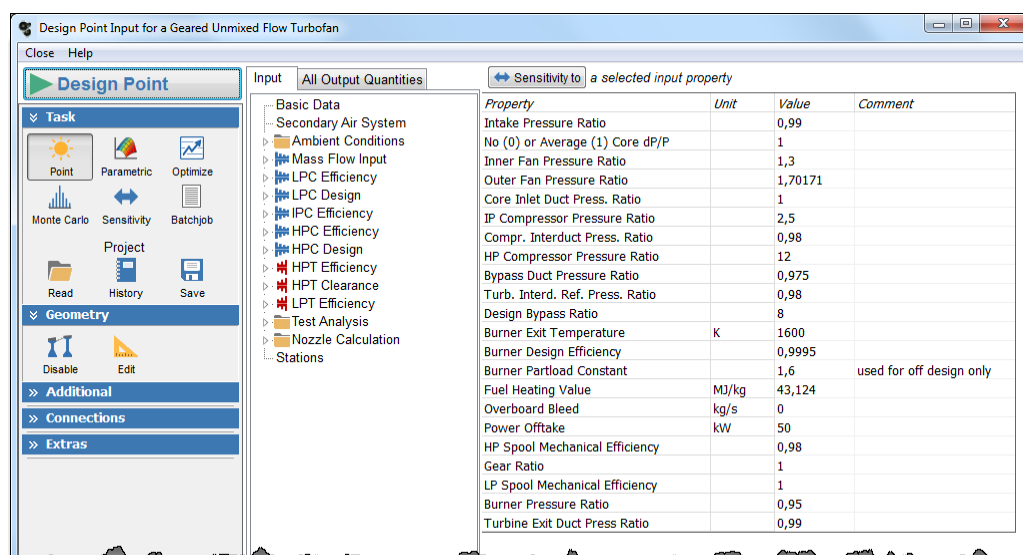 Design Point Input for a Geared Unmixed Flow Turbofan
Close Help
Design Point
Task
Point Parametric Optimize
Monte Carlo Sensitivity Batchjob
Project
Read History Save
Geometry
Disable Edit
Additional
Connections
Extras
Input All Output Quantities
Basic Data
Secondary Air System
Ambient Conditions
Mass Flow Input
LPC Efficiency
LPC Design
IPC Efficiency
HPC Efficiency
HPC Design
HPT Efficiency
HPT Clearance
LPT Efficiency
Test Analysis
Nozzle Calculation
Stations
Sensitivity to a selected input property
Property Unit Value Comment
Intake Pressure Ratio 0,99
No (0) or Average (1) Core dP/P 1
Inner Fan Pressure Ratio 1,3
Outer Fan Pressure Ratio 1,70171
Core Inlet Duct Press. Ratio 1
IP Compressor Pressure Ratio 2,5
Compr. Interduct Press. Ratio 0,98
HP Compressor Pressure Ratio 12
Bypass Duct Pressure Ratio 0,975
Turb. Interd. Ref. Press. Ratio 0,98
Design Bypass Ratio 8
Burner Exit Temperature K 1600
Burner Design Efficiency 0,9995
Burner Partload Constant 1,6 used for off design only
Fuel Heating Value MJ/kg 43,124
Overboard Bleed kg/s 0
Power Offtake kW 50
HP Spool Mechanical Efficiency 0,98
Gear Ratio 1
LP Spool Mechanical Efficiency 1
Burner Pressure Ratio 0,95
Turbine Exit Duct Press Ratio 0,99